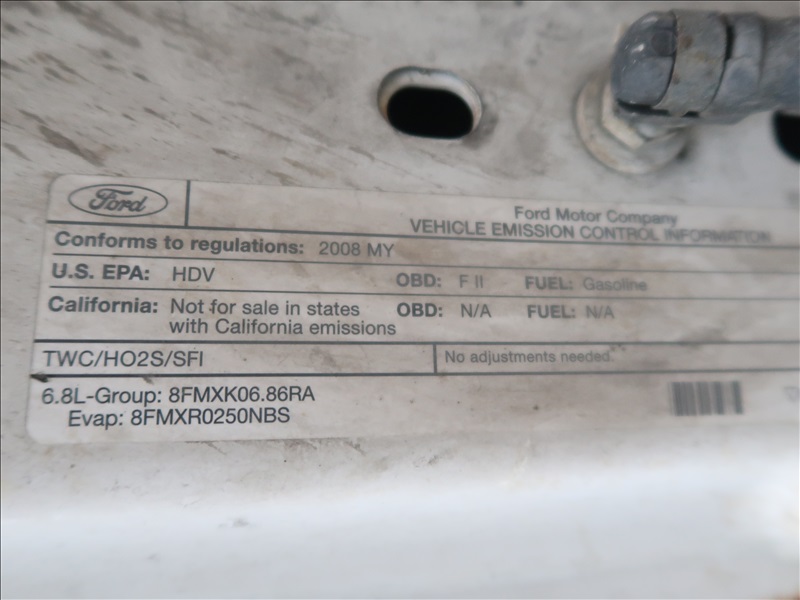 Ford
Ford Motor Company
VEHICLE EMISSION CONTROL INFORMATION
Conforms to regulations: 2008 MY
U.S. EPA: HDV OBD: F II FUEL: Gasoline
California: Not for sale in states OBD: N/A FUEL: N/A
with California emissions
TWC/HO2S/SFI No adjustments needed.
6.8L-Group: 8FMXK06.86RA
Evap: 8FMXR0250NBS